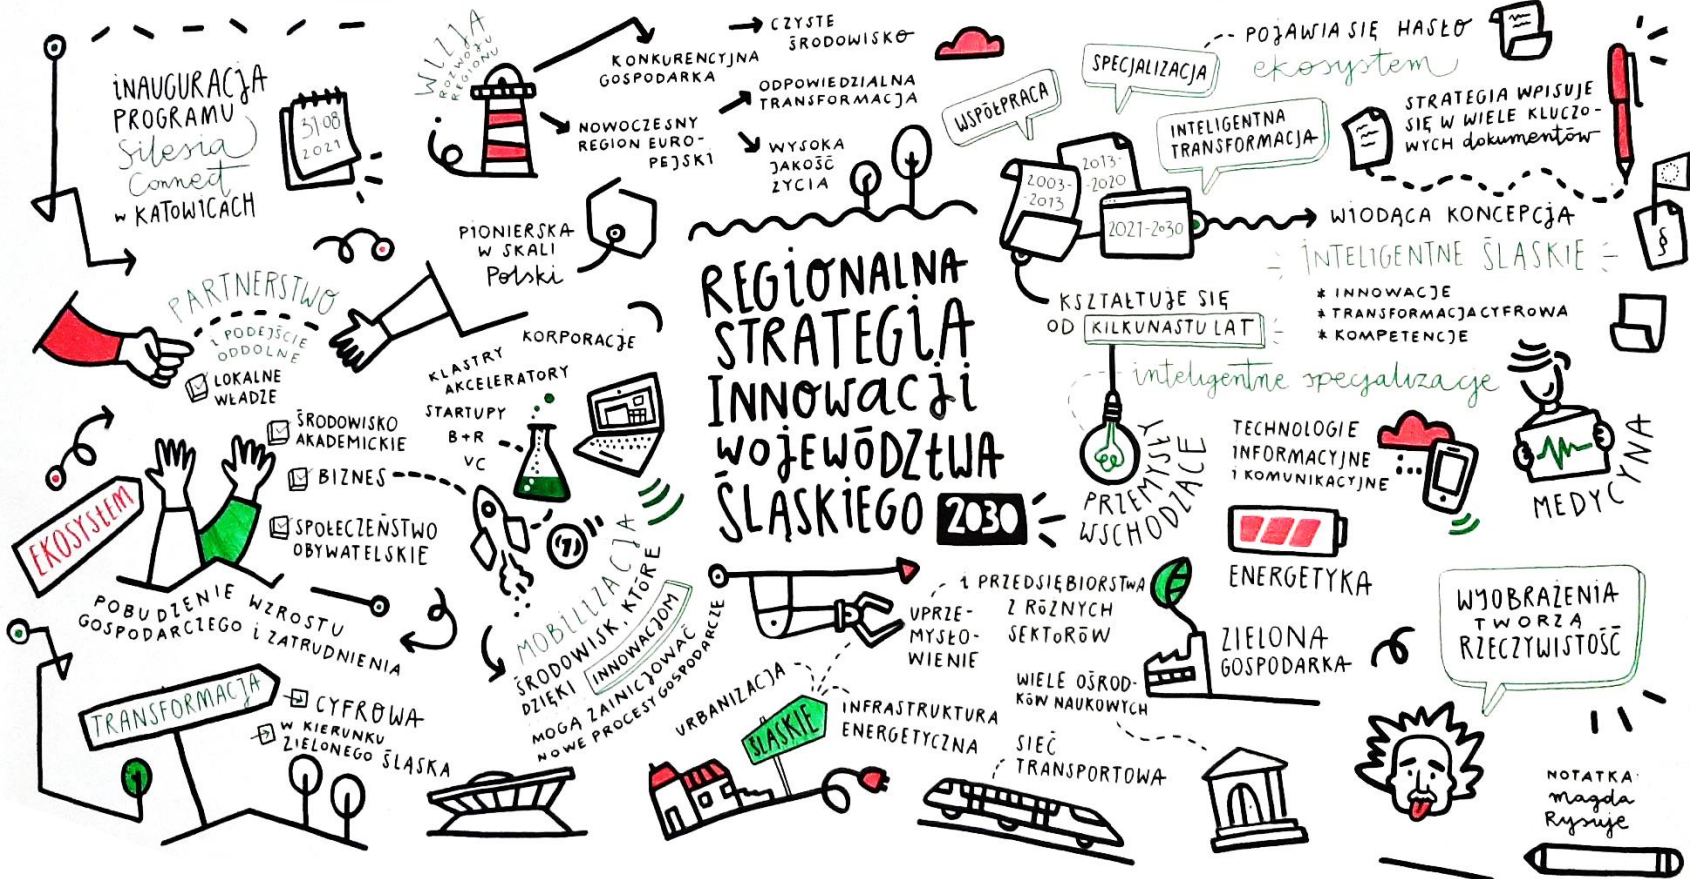 INAUGURACJA
PROGRAMU
Silesia
Connect
w KATOWICACH
31 08
2021
WIZJA
ROZWOJU
REGIONU
KONKURENCYJNA
GOSPODARKA
CZYSTE
ŚRODOWISKO
NOWOCZESNY
REGION EURO-
PEJSKI
ODPOWIEDZIALNA
TRANSFORMACJA
WYSOKA
JAKOŚĆ
ŻYCIA
PIONIERSKA
W SKALI
Polski
PARTNERSTWO
I PODEJŚCIE
ODDOLNE
LOKALNE
WŁADZE
ŚRODOWISKO
AKADEMICKIE
BIZNES
SPOŁECZEŃSTWO
OBYWATELSKIE
EKOSYSTEM
POBUDZENIE WZROSTU
GOSPODARCZEGO i ZATRUDNIENIA
KORPORACJE
KLASTRY
AKCELERATORY
STARTUPY
B+R
VC
MOBILIZACJA
ŚRODOWISK, KTÓRE
DZIĘKI INNOWACJOM
MOGĄ ZAINICJOWAĆ
NOWE PROCESY GOSPODARCZE
TRANSFORMACJA
CYFROWA
W KIERUNKU
ZIELONEGO ŚLĄSKA
REGIONALNA
STRATEGIA
INNOWACJI
WOJEWÓDZTWA
ŚLĄSKIEGO 2030
WSPÓŁPRACA
SPECJALIZACJA
INTELIGENTNA
TRANSFORMACJA
2003-
-2013
2013-
-2020
2021-2030
POJAWIA SIĘ HASŁO
ekosystem
STRATEGIA WPISUJE
SIĘ W WIELE KLUCZO-
WYCH dokumentów
WIODĄCA KONCEPCJA
INTELIGENTNE ŚLĄSKIE
* INNOWACJE
* TRANSFORMACJA CYFROWA
* KOMPETENCJE
§
KSZTAŁTUJE SIĘ
OD KILKUNASTU LAT
inteligentne specjalizacje
PRZEMYSŁY
WSCHODZĄCE
TECHNOLOGIE
INFORMACYJNE
i KOMUNIKACYJNE
MEDYCYNA
ENERGETYKA
ZIELONA
GOSPODARKA
UPRZE-
MYSŁO-
WIENIE
i PRZEDSIĘBIORSTWA
Z RÓŻNYCH
SEKTORÓW
WIELE OŚROD-
KÓW NAUKOWYCH
URBANIZACJA
ŚLĄSKIE
INFRASTRUKTURA
ENERGETYCZNA
SIEĆ
TRANSPORTOWA
WYOBRAŻENIA
TWORZĄ
RZECZYWISTOŚĆ
NOTATKA:
Magda
Rysuje